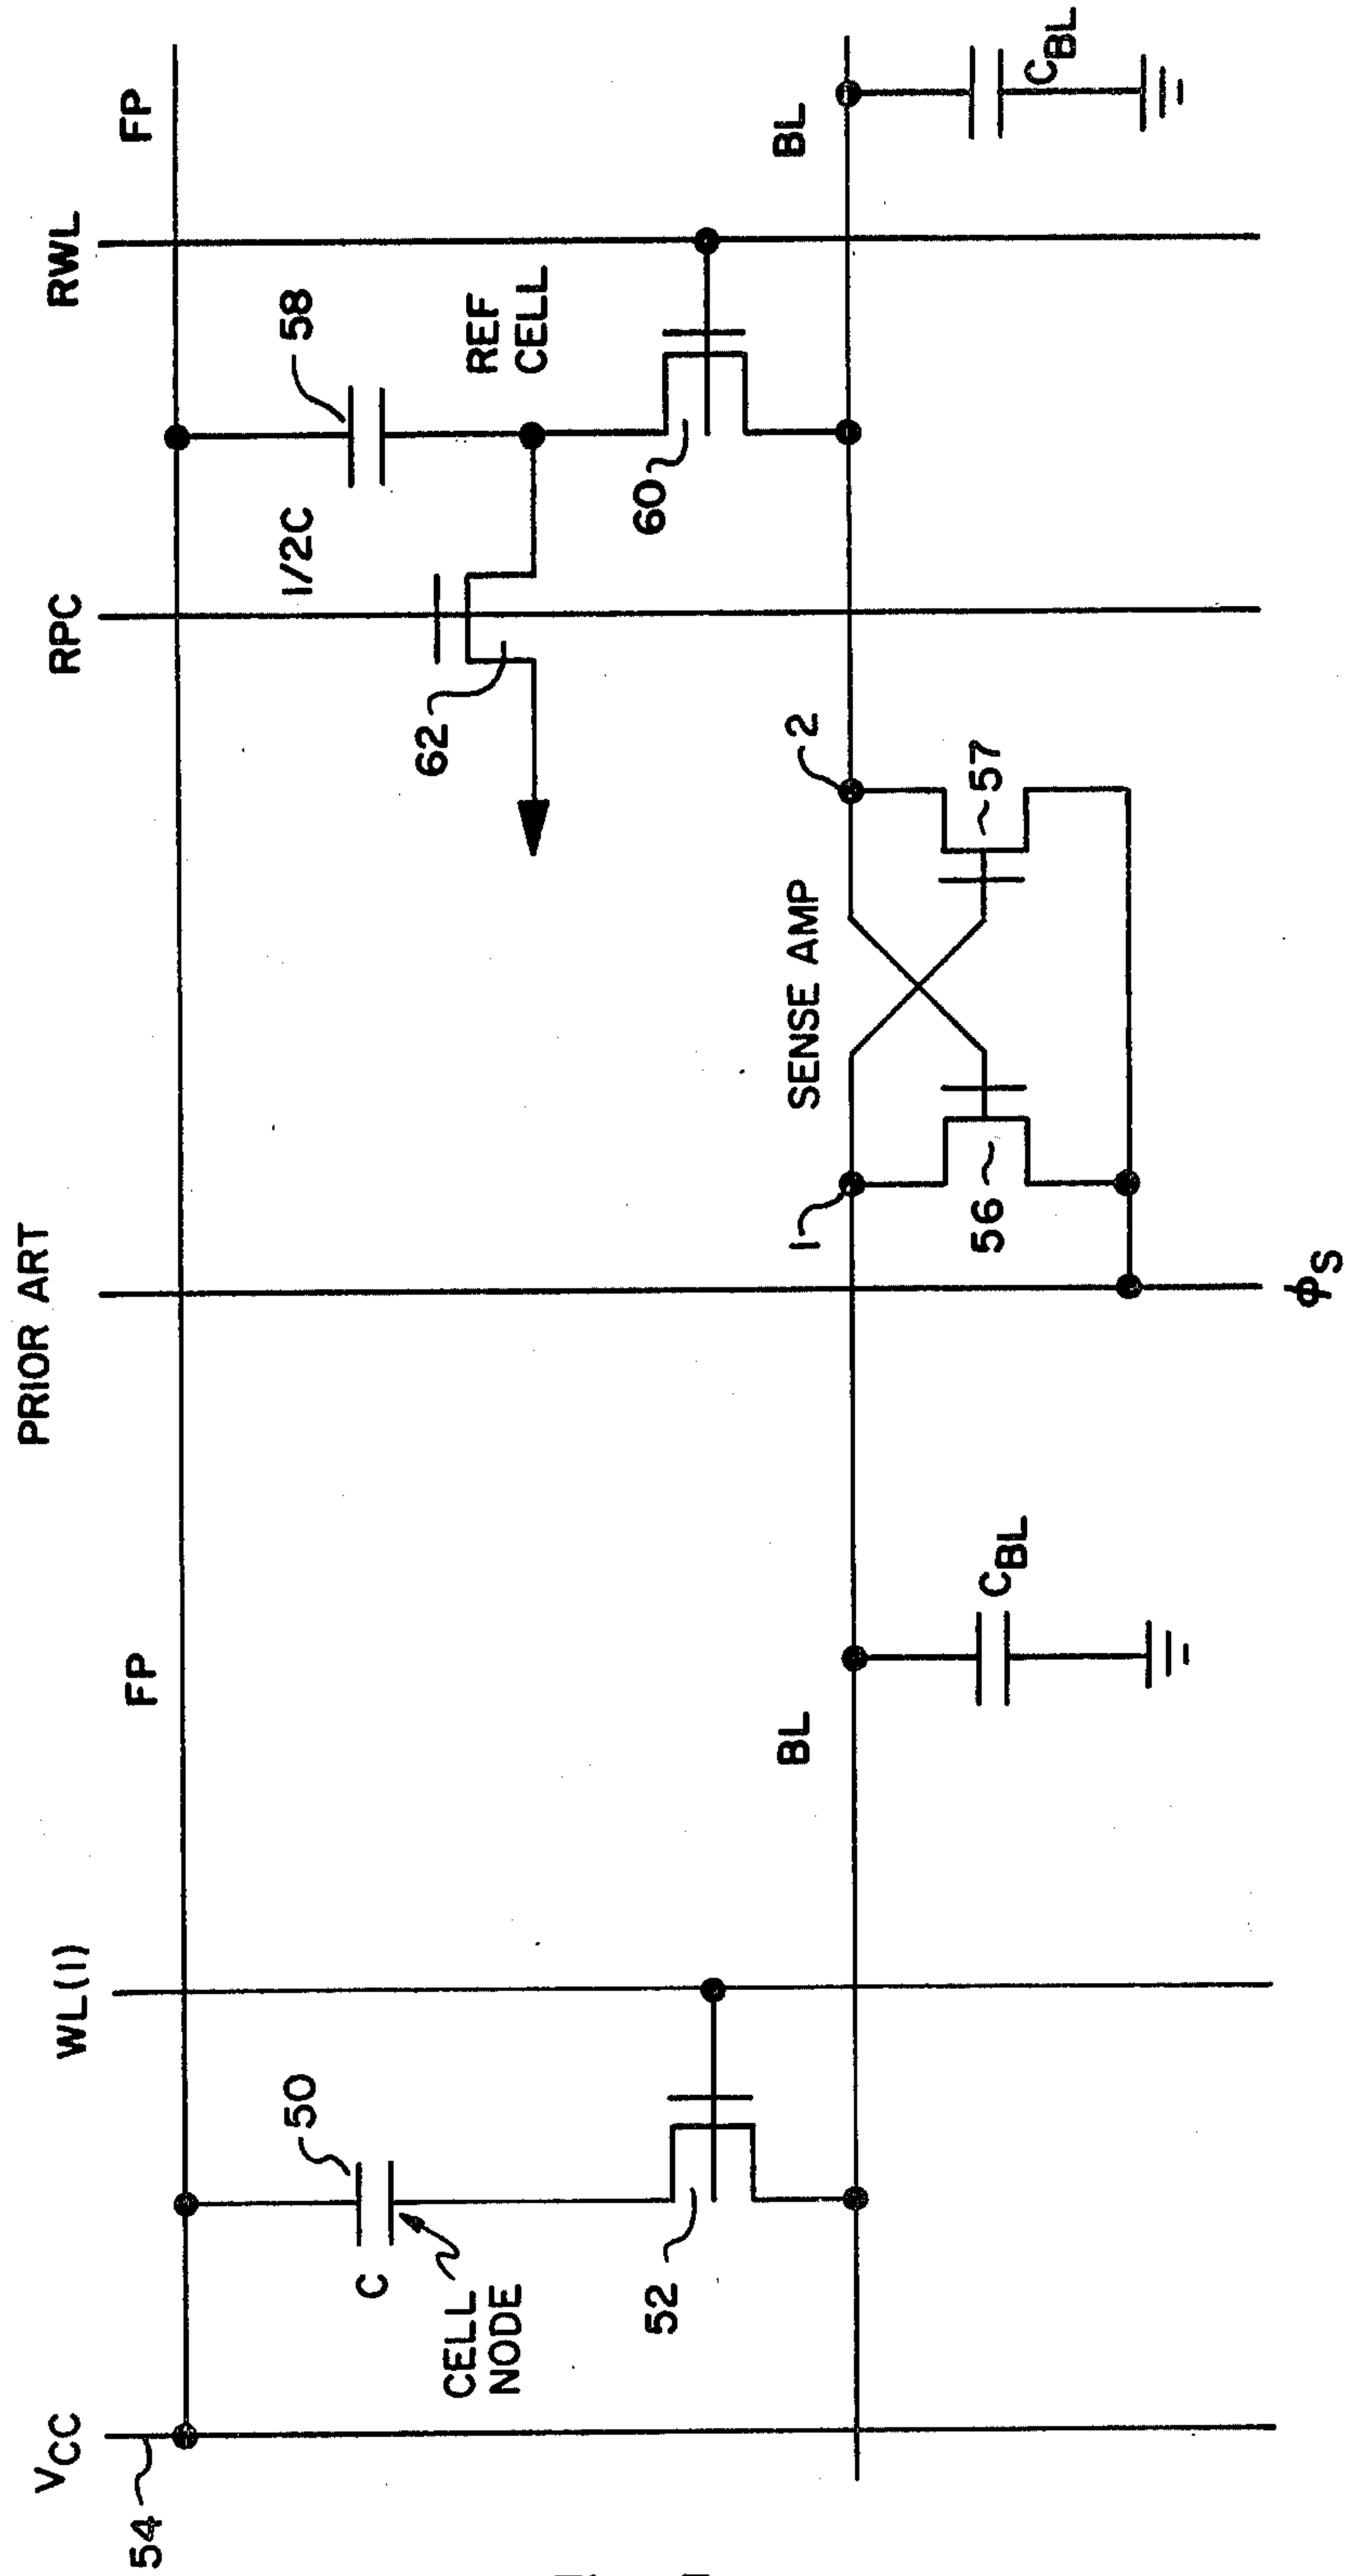 PRIOR ART
V_CC
54
WL(1)
RPC
RWL
FP
FP
50
C
CELL
NODE
52
1/2C
58
62
REF
CELL
60
BL
BL
C_BL
C_BL
SENSE AMP
1
2
56
57
ϕ_S